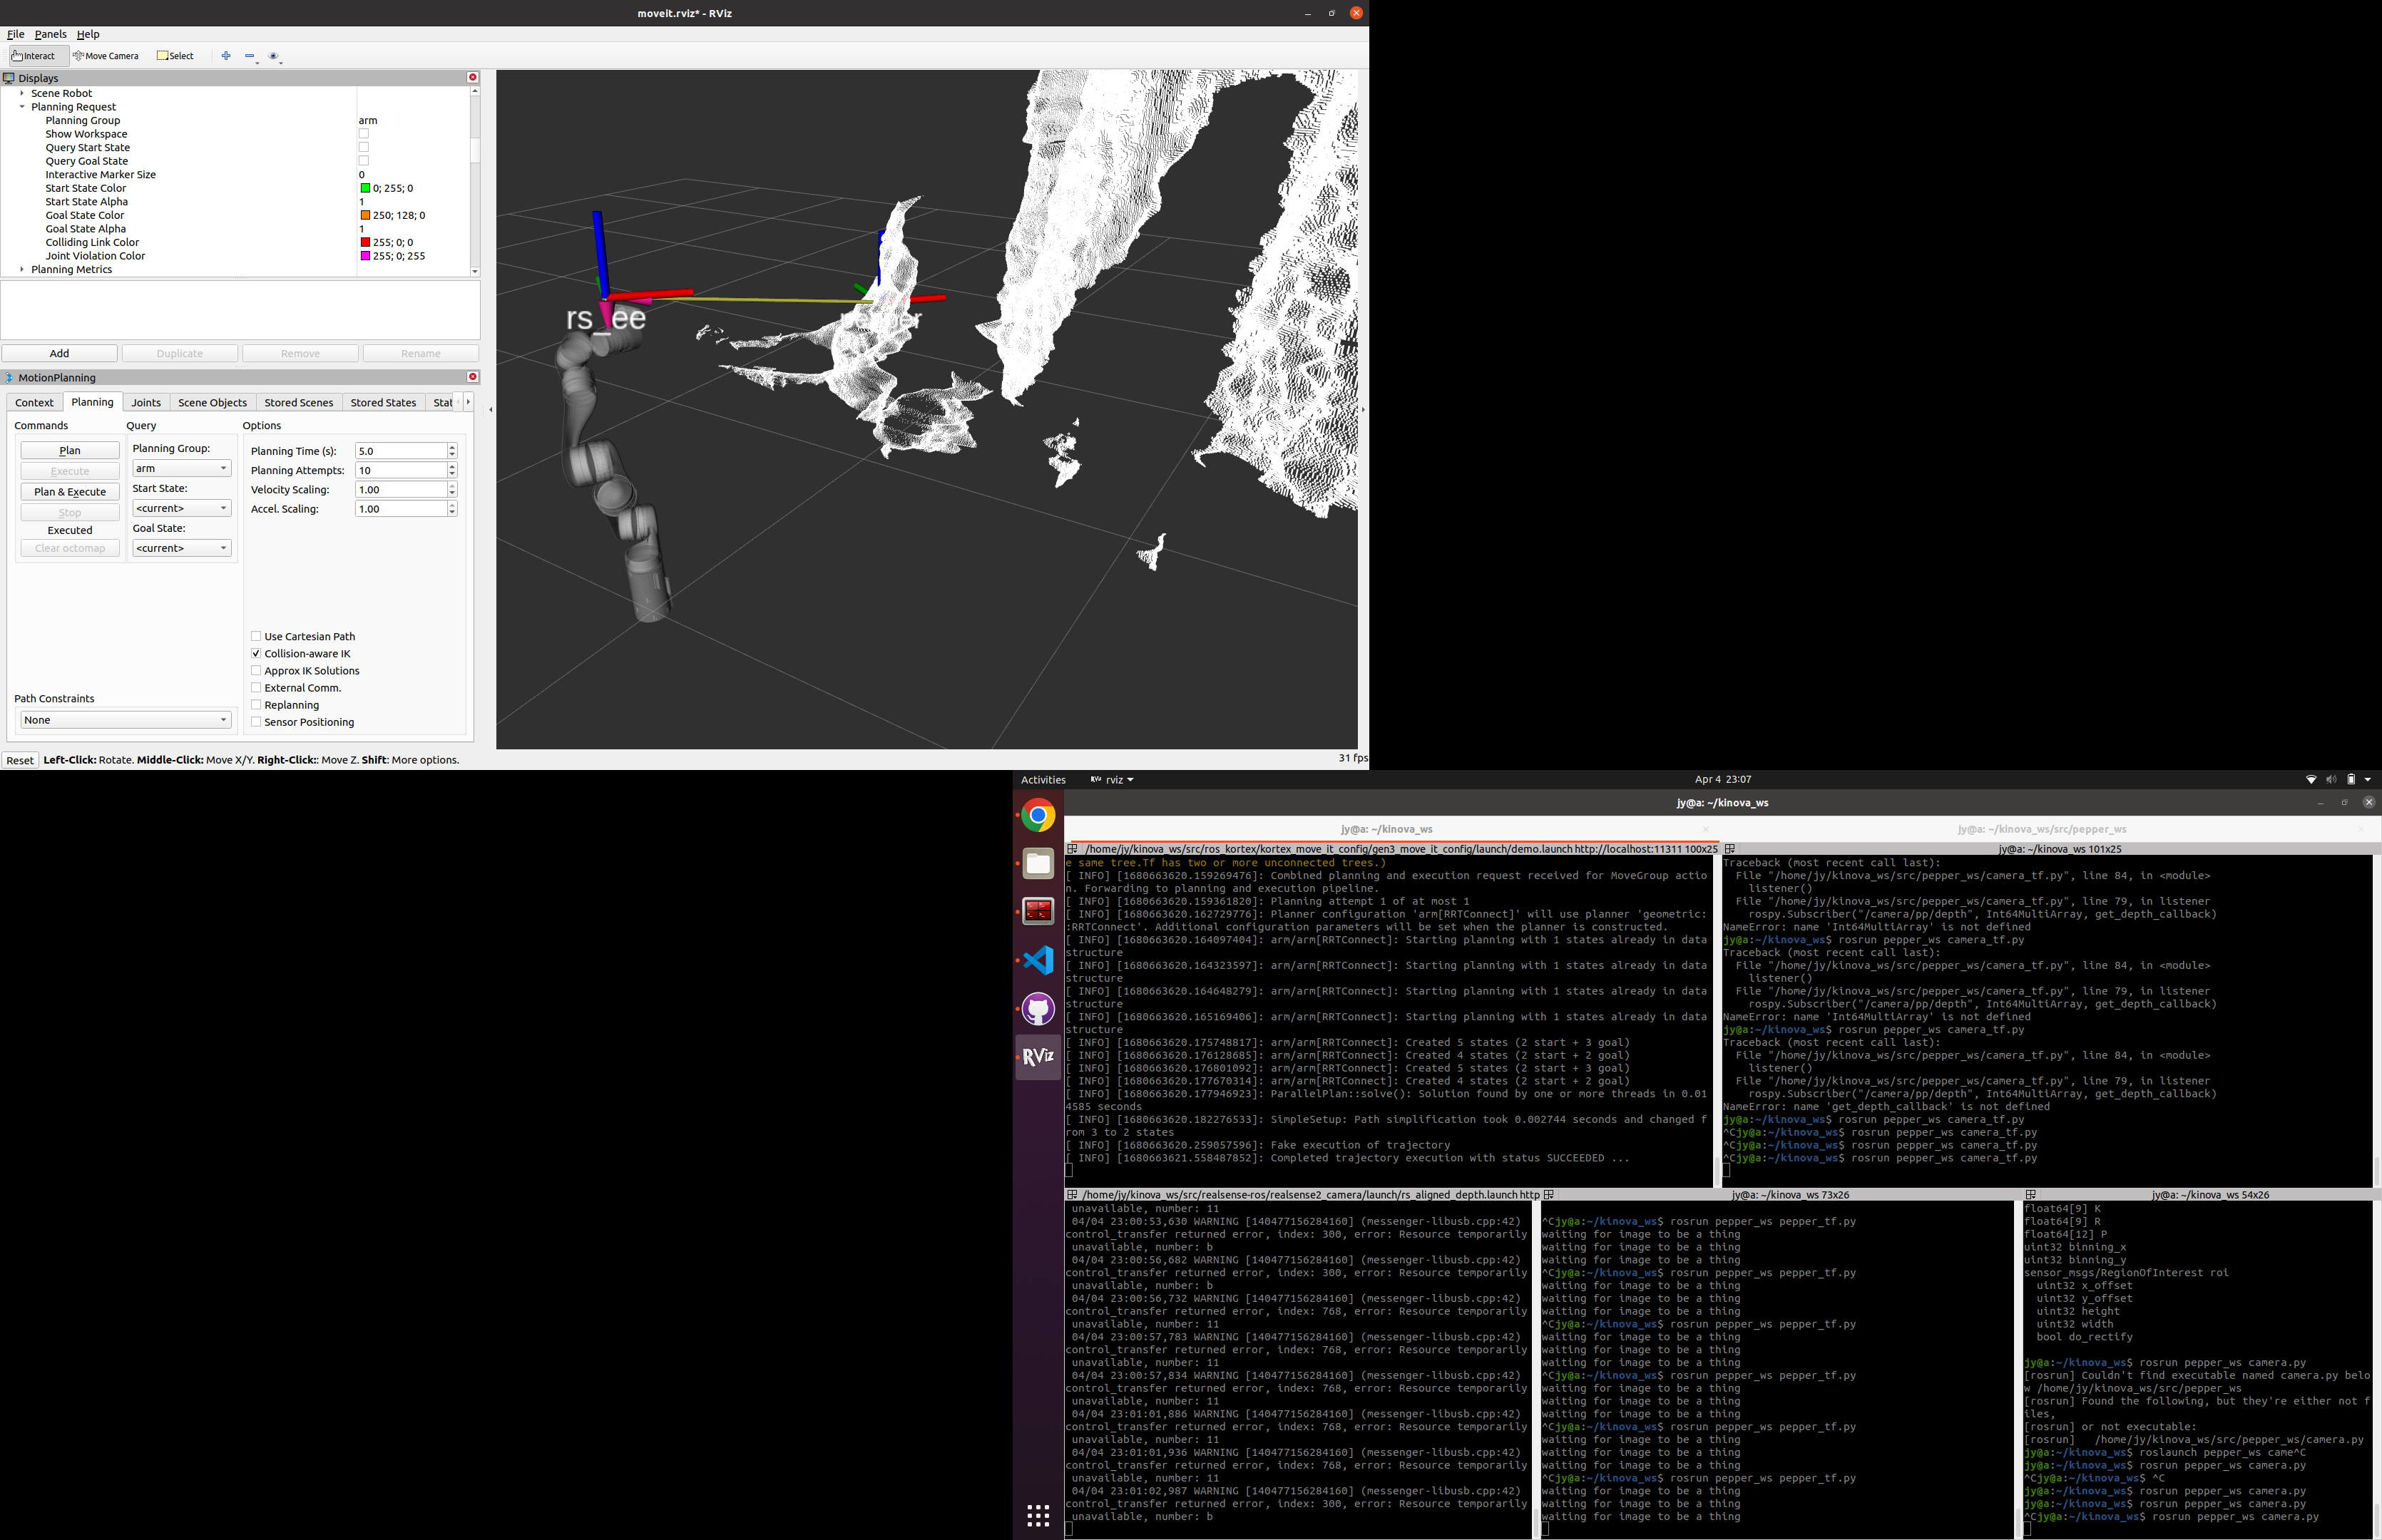 moveit.rviz* - RViz
File Panels Help
Interact Move Camera Select
Displays
Scene Robot
Planning Request
Planning Group arm
Show Workspace
Query Start State
Query Goal State
Interactive Marker Size 0
Start State Color 0; 255; 0
Start State Alpha 1
Goal State Color 250; 128; 0
Goal State Alpha 1
Colliding Link Color 255; 0; 0
Joint Violation Color 255; 0; 255
Planning Metrics
Add Duplicate Remove Rename
MotionPlanning
Context Planning Joints Scene Objects Stored Scenes Stored States Stat
Commands Query Options
Plan
Execute
Plan & Execute
Stop
Executed
Clear octomap
Planning Group:
arm
Start State:
<current>
Goal State:
<current>
Planning Time (s): 5.0
Planning Attempts: 10
Velocity Scaling: 1.00
Accel. Scaling: 1.00
Use Cartesian Path
Collision-aware IK
Approx IK Solutions
External Comm.
Replanning
Sensor Positioning
Path Constraints
None
Reset Left-Click: Rotate. Middle-Click: Move X/Y. Right-Click:: Move Z. Shift: More options.
31 fps
rs_ee
Activities rviz Apr 4 23:07
jy@a: ~/kinova_ws
jy@a: ~/kinova_ws jy@a: ~/kinova_ws/src/pepper_ws
/home/jy/kinova_ws/src/ros_kortex/kortex_move_it_config/gen3_move_it_config/launch/demo.launch http://localhost:11311 100x25
e same tree.Tf has two or more unconnected trees.)
[ INFO] [1680663620.159269476]: Combined planning and execution request received for MoveGroup actio
n. Forwarding to planning and execution pipeline.
[ INFO] [1680663620.159361820]: Planning attempt 1 of at most 1
[ INFO] [1680663620.162729776]: Planner configuration 'arm[RRTConnect]' will use planner 'geometric:
:RRTConnect'. Additional configuration parameters will be set when the planner is constructed.
[ INFO] [1680663620.164097404]: arm/arm[RRTConnect]: Starting planning with 1 states already in data
structure
[ INFO] [1680663620.164323597]: arm/arm[RRTConnect]: Starting planning with 1 states already in data
structure
[ INFO] [1680663620.164648279]: arm/arm[RRTConnect]: Starting planning with 1 states already in data
structure
[ INFO] [1680663620.165169406]: arm/arm[RRTConnect]: Starting planning with 1 states already in data
structure
[ INFO] [1680663620.175748817]: arm/arm[RRTConnect]: Created 5 states (2 start + 3 goal)
[ INFO] [1680663620.176128685]: arm/arm[RRTConnect]: Created 4 states (2 start + 2 goal)
[ INFO] [1680663620.176801092]: arm/arm[RRTConnect]: Created 5 states (2 start + 3 goal)
[ INFO] [1680663620.177670314]: arm/arm[RRTConnect]: Created 4 states (2 start + 2 goal)
[ INFO] [1680663620.177946923]: ParallelPlan::solve(): Solution found by one or more threads in 0.01
4585 seconds
[ INFO] [1680663620.182276533]: SimpleSetup: Path simplification took 0.002744 seconds and changed f
rom 3 to 2 states
[ INFO] [1680663620.259057596]: Fake execution of trajectory
[ INFO] [1680663621.558487852]: Completed trajectory execution with status SUCCEEDED ...
jy@a: ~/kinova_ws 101x25
Traceback (most recent call last):
File "/home/jy/kinova_ws/src/pepper_ws/camera_tf.py", line 84, in <module>
listener()
File "/home/jy/kinova_ws/src/pepper_ws/camera_tf.py", line 79, in listener
rospy.Subscriber("/camera/pp/depth", Int64MultiArray, get_depth_callback)
NameError: name 'Int64MultiArray' is not defined
jy@a:~/kinova_ws$ rosrun pepper_ws camera_tf.py
Traceback (most recent call last):
File "/home/jy/kinova_ws/src/pepper_ws/camera_tf.py", line 84, in <module>
listener()
File "/home/jy/kinova_ws/src/pepper_ws/camera_tf.py", line 79, in listener
rospy.Subscriber("/camera/pp/depth", Int64MultiArray, get_depth_callback)
NameError: name 'Int64MultiArray' is not defined
jy@a:~/kinova_ws$ rosrun pepper_ws camera_tf.py
Traceback (most recent call last):
File "/home/jy/kinova_ws/src/pepper_ws/camera_tf.py", line 84, in <module>
listener()
File "/home/jy/kinova_ws/src/pepper_ws/camera_tf.py", line 79, in listener
rospy.Subscriber("/camera/pp/depth", Int64MultiArray, get_depth_callback)
NameError: name 'get_depth_callback' is not defined
jy@a:~/kinova_ws$ rosrun pepper_ws camera_tf.py
^Cjy@a:~/kinova_ws$ rosrun pepper_ws camera_tf.py
^Cjy@a:~/kinova_ws$ rosrun pepper_ws camera_tf.py
^Cjy@a:~/kinova_ws$ rosrun pepper_ws camera_tf.py
/home/jy/kinova_ws/src/realsense-ros/realsense2_camera/launch/rs_aligned_depth.launch http
unavailable, number: 11
04/04 23:00:53,630 WARNING [140477156284160] (messenger-libusb.cpp:42)
control_transfer returned error, index: 300, error: Resource temporarily
unavailable, number: b
04/04 23:00:56,682 WARNING [140477156284160] (messenger-libusb.cpp:42)
control_transfer returned error, index: 300, error: Resource temporarily
unavailable, number: b
04/04 23:00:56,732 WARNING [140477156284160] (messenger-libusb.cpp:42)
control_transfer returned error, index: 768, error: Resource temporarily
unavailable, number: 11
04/04 23:00:57,783 WARNING [140477156284160] (messenger-libusb.cpp:42)
control_transfer returned error, index: 768, error: Resource temporarily
unavailable, number: 11
04/04 23:00:57,834 WARNING [140477156284160] (messenger-libusb.cpp:42)
control_transfer returned error, index: 768, error: Resource temporarily
unavailable, number: 11
04/04 23:01:01,886 WARNING [140477156284160] (messenger-libusb.cpp:42)
control_transfer returned error, index: 768, error: Resource temporarily
unavailable, number: 11
04/04 23:01:01,936 WARNING [140477156284160] (messenger-libusb.cpp:42)
control_transfer returned error, index: 768, error: Resource temporarily
unavailable, number: 11
04/04 23:01:02,987 WARNING [140477156284160] (messenger-libusb.cpp:42)
control_transfer returned error, index: 300, error: Resource temporarily
unavailable, number: b
jy@a: ~/kinova_ws 73x26
^Cjy@a:~/kinova_ws$ rosrun pepper_ws pepper_tf.py
waiting for image to be a thing
waiting for image to be a thing
waiting for image to be a thing
^Cjy@a:~/kinova_ws$ rosrun pepper_ws pepper_tf.py
waiting for image to be a thing
waiting for image to be a thing
waiting for image to be a thing
^Cjy@a:~/kinova_ws$ rosrun pepper_ws pepper_tf.py
waiting for image to be a thing
waiting for image to be a thing
waiting for image to be a thing
^Cjy@a:~/kinova_ws$ rosrun pepper_ws pepper_tf.py
waiting for image to be a thing
waiting for image to be a thing
waiting for image to be a thing
^Cjy@a:~/kinova_ws$ rosrun pepper_ws pepper_tf.py
waiting for image to be a thing
waiting for image to be a thing
waiting for image to be a thing
^Cjy@a:~/kinova_ws$ rosrun pepper_ws pepper_tf.py
waiting for image to be a thing
waiting for image to be a thing
waiting for image to be a thing
jy@a: ~/kinova_ws 54x26
float64[9] K
float64[9] R
float64[12] P
uint32 binning_x
uint32 binning_y
sensor_msgs/RegionOfInterest roi
uint32 x_offset
uint32 y_offset
uint32 height
uint32 width
bool do_rectify
jy@a:~/kinova_ws$ rosrun pepper_ws camera.py
[rosrun] Couldn't find executable named camera.py belo
w /home/jy/kinova_ws/src/pepper_ws
[rosrun] Found the following, but they're either not f
iles,
[rosrun] or not executable:
[rosrun] /home/jy/kinova_ws/src/pepper_ws/camera.py
jy@a:~/kinova_ws$ roslaunch pepper_ws came^C
jy@a:~/kinova_ws$ rosrun pepper_ws camera.py
^Cjy@a:~/kinova_ws$ ^C
jy@a:~/kinova_ws$ rosrun pepper_ws camera.py
jy@a:~/kinova_ws$ rosrun pepper_ws camera.py
^Cjy@a:~/kinova_ws$ rosrun pepper_ws camera.py
RViz